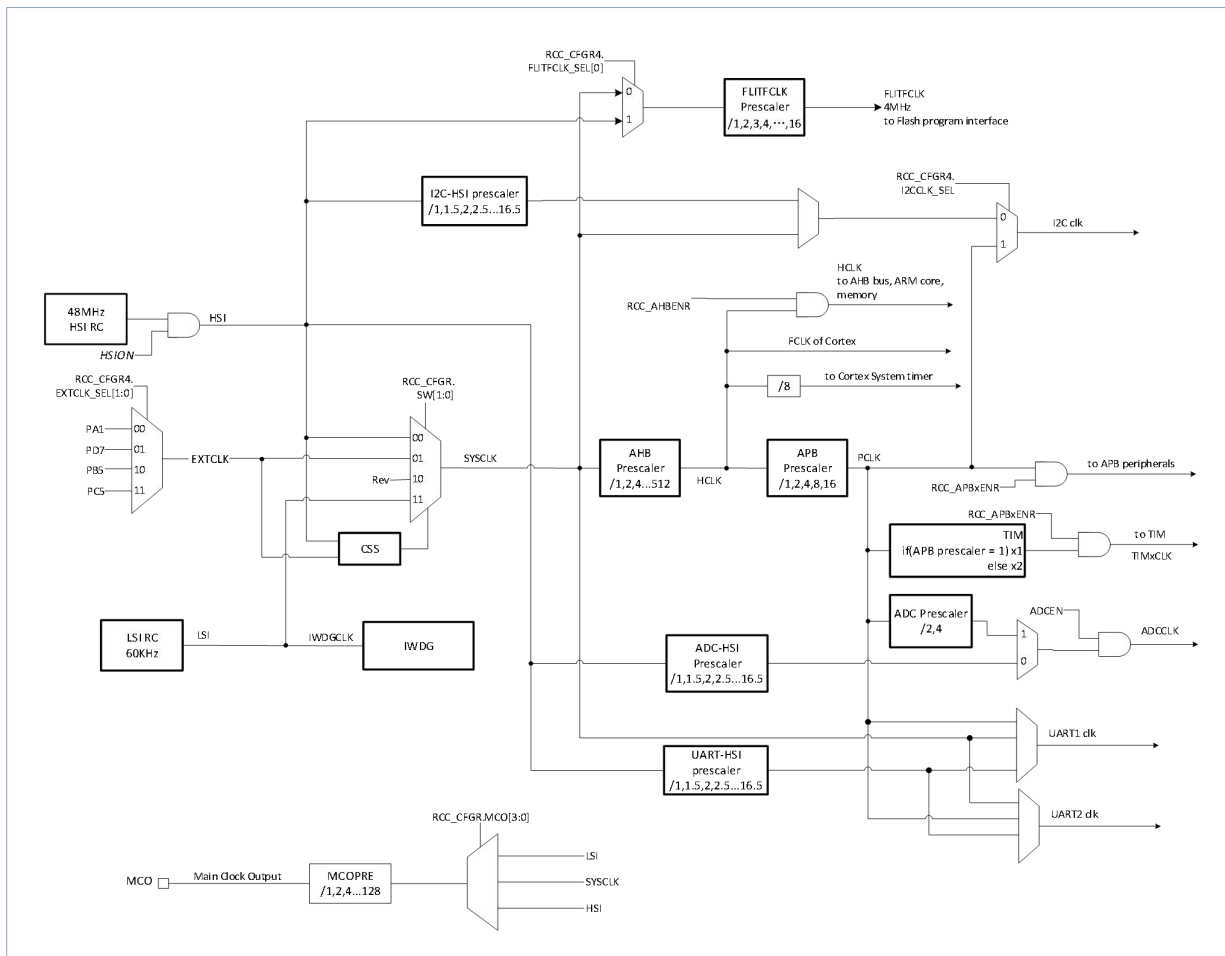 RCC_CFGR4.
FLITFCLK_SEL[0]
0
1
FLITFCLK
Prescaler
/1,2,3,4,⋯,16
FLITFCLK
4MHz
to Flash program interface
I2C-HSI prescaler
/1,1.5,2,2.5...16.5
RCC_CFGR4.
I2CCLK_SEL
0
1
I2C clk
HCLK
to AHB bus, ARM core,
memory
RCC_AHBENR
48MHz
HSI RC
HSI
HSION
FCLK of Cortex
/8
to Cortex System timer
RCC_CFGR4.
EXTCLK_SEL[1:0]
PA1
00
PD7
01
PB5
10
PC5
11
EXTCLK
RCC_CFGR.
SW[1:0]
00
01
Rev
10
11
SYSCLK
AHB
Prescaler
/1,2,4...512
HCLK
APB
Prescaler
/1,2,4,8,16
PCLK
to APB peripherals
RCC_APBxENR
CSS
RCC_APBxENR
TIM
if(APB prescaler = 1) x1
else x2
to TIM
TIMxCLK
ADC Prescaler
/2,4
ADCEN
1
0
ADCCLK
LSI RC
60KHz
LSI
IWDGCLK
IWDG
ADC-HSI
Prescaler
/1,1.5,2,2.5...16.5
UART1 clk
UART-HSI
prescaler
/1,1.5,2,2.5...16.5
UART2 clk
RCC_CFGR.MCO[3:0]
MCO
Main Clock Output
MCOPRE
/1,2,4...128
LSI
SYSCLK
HSI